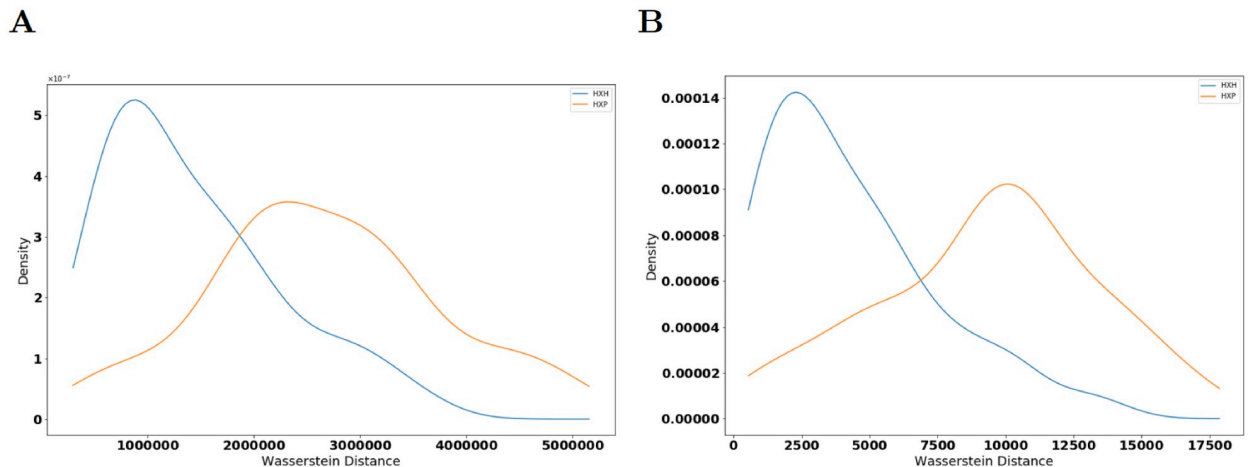 A
B
×10⁻⁷
HXH
HXP
5
4
3
2
1
0
Density
1000000 2000000 3000000 4000000 5000000
Wasserstein Distance
HXH
HXP
0.00014
0.00012
0.00010
0.00008
0.00006
0.00004
0.00002
0.00000
Density
0 2500 5000 7500 10000 12500 15000 17500
Wasserstein Distance